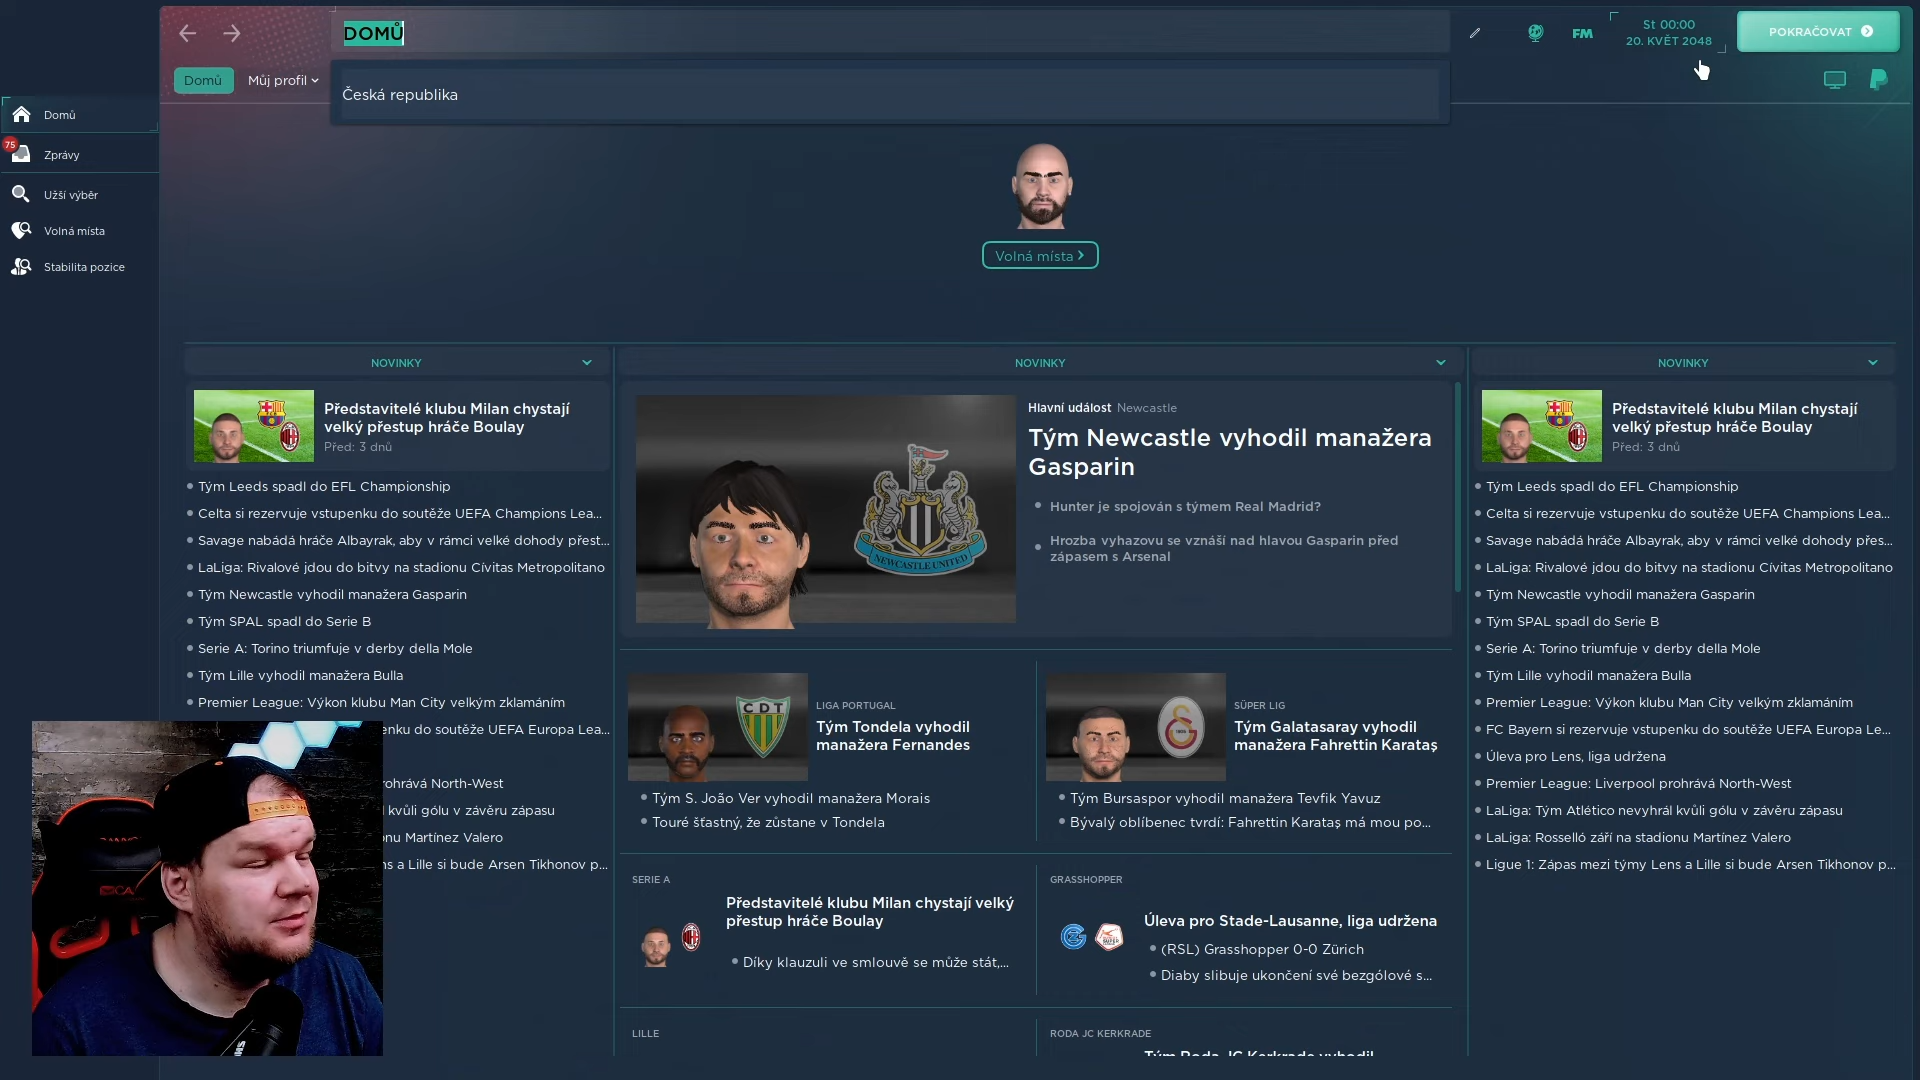 DOMŮ
FM
St 00:00
20. KVĚT 2048
POKRAČOVAT
Domů
Můj profil
Česká republika
Domů
75
Zprávy
Užší výběr
Volná místa
Stabilita pozice
Volná místa
NOVINKY
Představitelé klubu Milan chystají
velký přestup hráče Boulay
Před: 3 dnů
Tým Leeds spadl do EFL Championship
Celta si rezervuje vstupenku do soutěže UEFA Champions Lea...
Savage nabádá hráče Albayrak, aby v rámci velké dohody přest...
LaLiga: Rivalové jdou do bitvy na stadionu Cívitas Metropolitano
Tým Newcastle vyhodil manažera Gasparin
Tým SPAL spadl do Serie B
Serie A: Torino triumfuje v derby della Mole
Tým Lille vyhodil manažera Bulla
Premier League: Výkon klubu Man City velkým zklamáním
enku do soutěže UEFA Europa Lea...
rohrává North-West
kvůli gólu v závěru zápasu
onu Martínez Valero
ns a Lille si bude Arsen Tikhonov p...
NOVINKY
NEWCASTLE UNITED
Hlavní událost Newcastle
Tým Newcastle vyhodil manažera
Gasparin
Hunter je spojován s týmem Real Madrid?
Hrozba vyhazovu se vznáší nad hlavou Gasparin před
zápasem s Arsenal
CDT
LIGA PORTUGAL
Tým Tondela vyhodil
manažera Fernandes
Tým S. João Ver vyhodil manažera Morais
Touré šťastný, že zůstane v Tondela
SÜPER LIG
Tým Galatasaray vyhodil
manažera Fahrettin Karataş
Tým Bursaspor vyhodil manažera Tevfik Yavuz
Bývalý oblíbenec tvrdí: Fahrettin Karataş má mou po...
SERIE A
Představitelé klubu Milan chystají velký
přestup hráče Boulay
Díky klauzuli ve smlouvě se může stát,...
GRASSHOPPER
Úleva pro Stade-Lausanne, liga udržena
(RSL) Grasshopper 0-0 Zürich
Diaby slibuje ukončení své bezgólové s...
LILLE
RODA JC KERKRADE
Tým Roda JC Kerkrade vyhodil
NOVINKY
Představitelé klubu Milan chystají
velký přestup hráče Boulay
Před: 3 dnů
Tým Leeds spadl do EFL Championship
Celta si rezervuje vstupenku do soutěže UEFA Champions Lea...
Savage nabádá hráče Albayrak, aby v rámci velké dohody přes...
LaLiga: Rivalové jdou do bitvy na stadionu Cívitas Metropolitano
Tým Newcastle vyhodil manažera Gasparin
Tým SPAL spadl do Serie B
Serie A: Torino triumfuje v derby della Mole
Tým Lille vyhodil manažera Bulla
Premier League: Výkon klubu Man City velkým zklamáním
FC Bayern si rezervuje vstupenku do soutěže UEFA Europa Le...
Úleva pro Lens, liga udržena
Premier League: Liverpool prohrává North-West
LaLiga: Tým Atlético nevyhrál kvůli gólu v závěru zápasu
LaLiga: Rosselló září na stadionu Martínez Valero
Ligue 1: Zápas mezi týmy Lens a Lille si bude Arsen Tikhonov p...